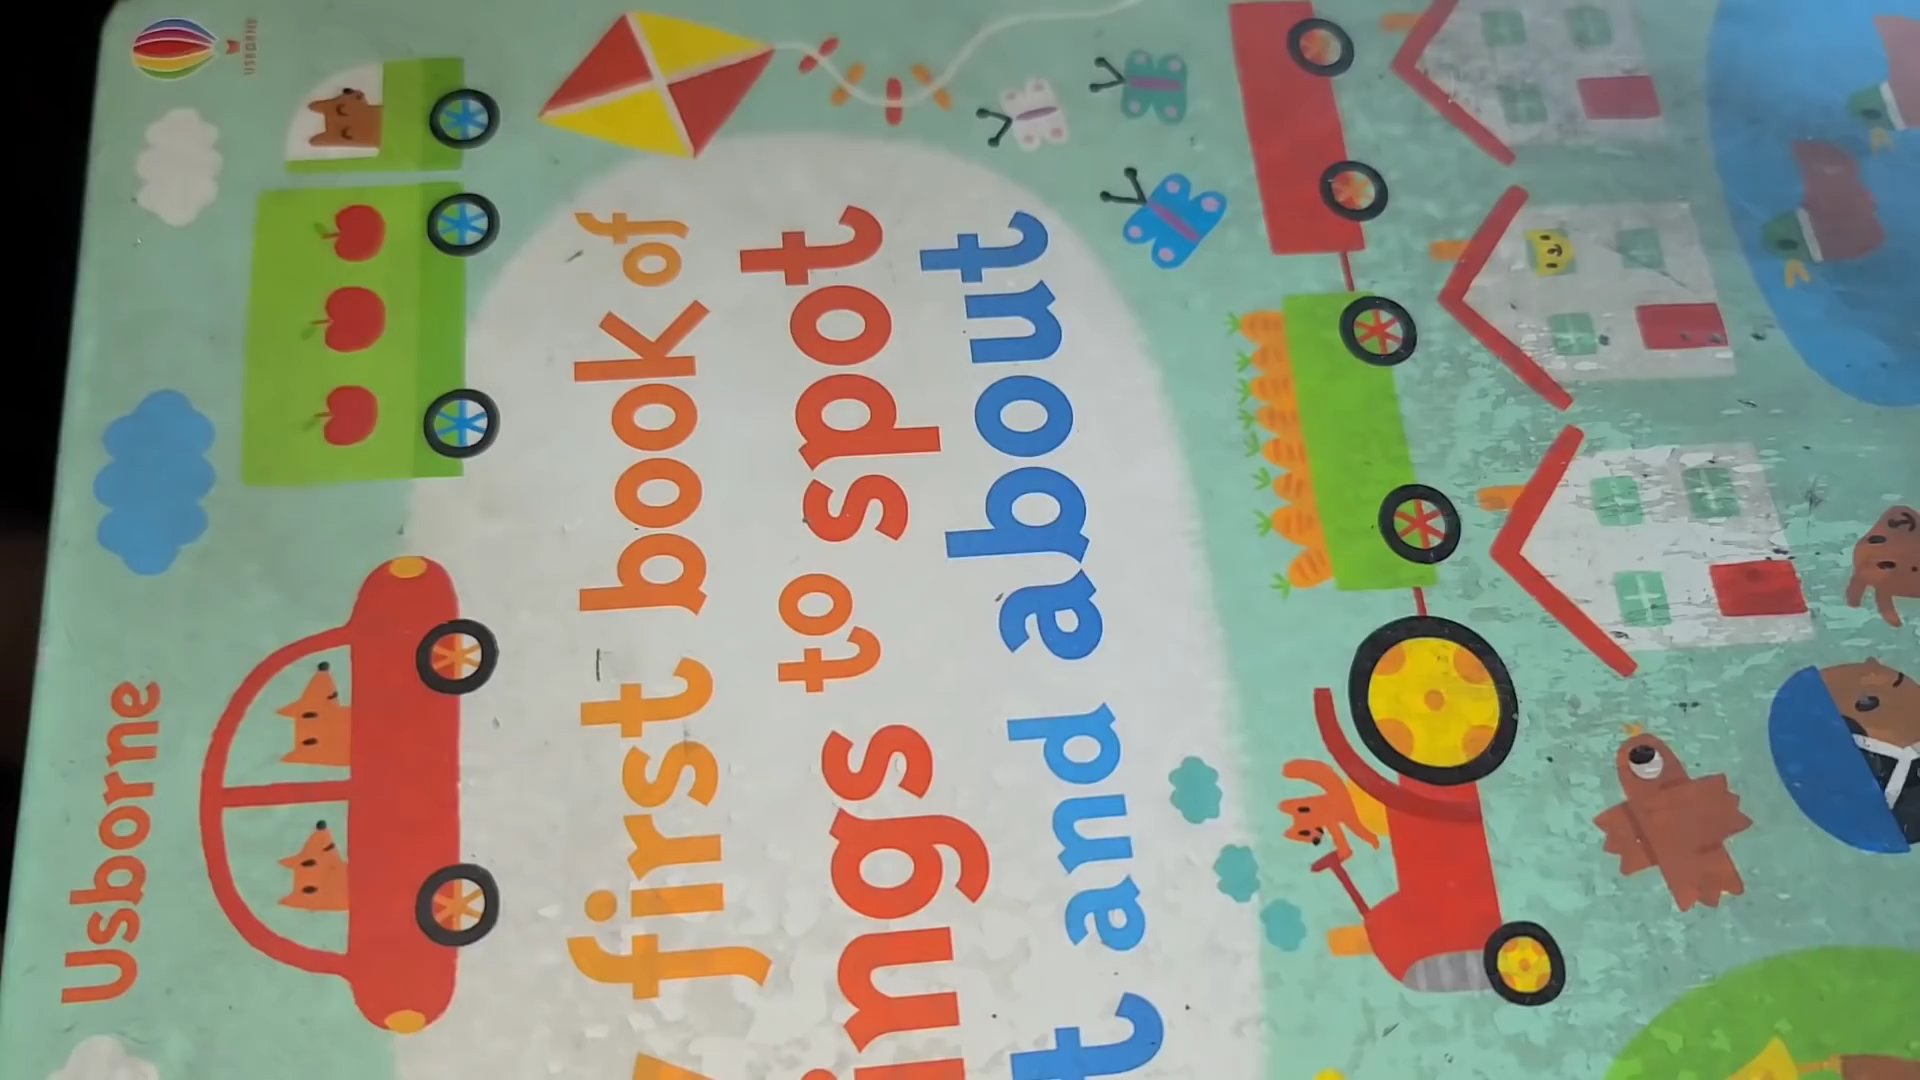 Usborne
USBORNE
first book of
ings to spot
t and about